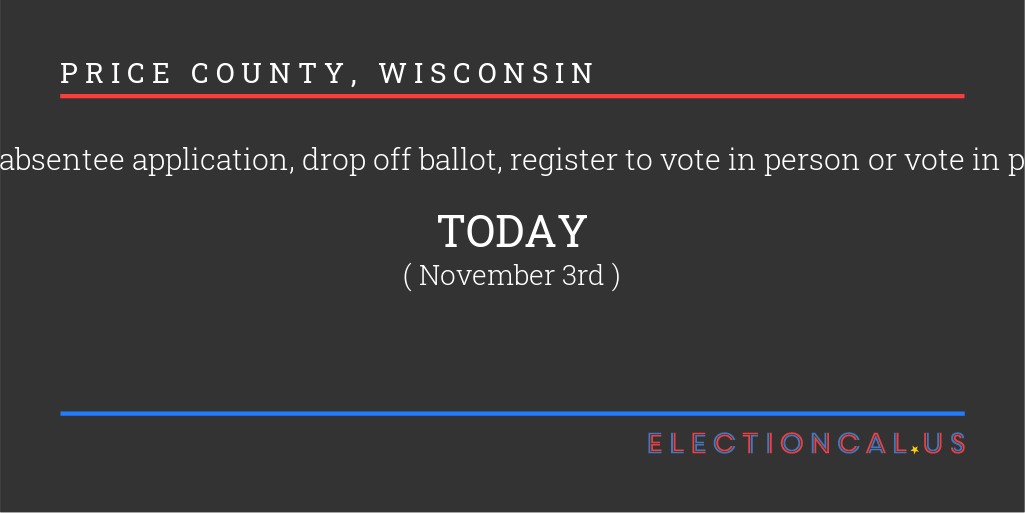 PRICE COUNTY, WISCONSIN
absentee application, drop off ballot, register to vote in person or vote in p
TODAY
( November 3rd )
ELECTIONCAL.US